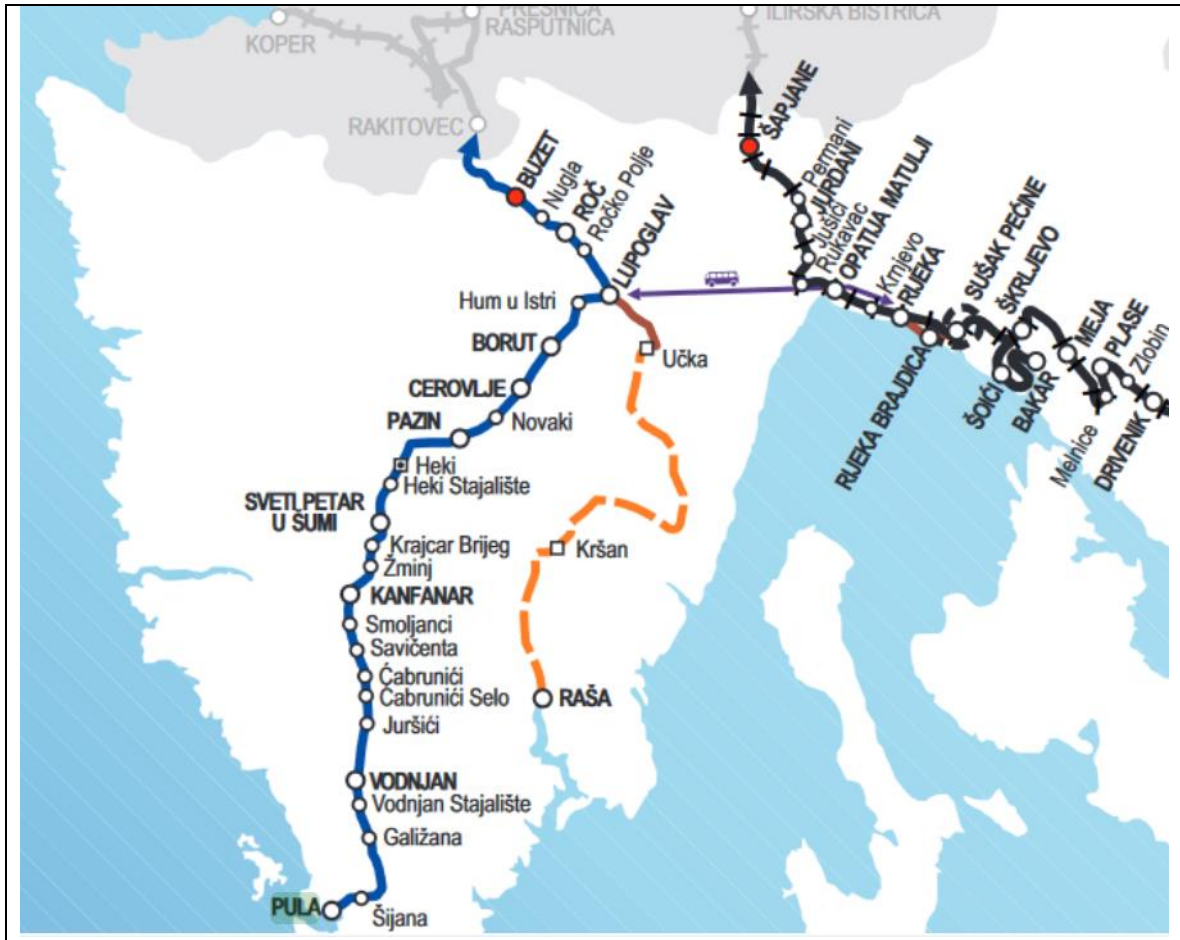 PRESNICA
RASPUTNICA
KOPER
ILIRSKA BISTRICA
RAKITOVEC
BUZET
Nugla
ROČ
Ročko Polje
LUPOGLAV
Hum u Istri
BORUT
CEROVLJE
Novaki
PAZIN
Heki
Heki Stajalište
SVETI PETAR
U ŠUMI
Krajcar Brijeg
Žminj
KANFANAR
Smoljanci
Savičenta
Ćabrunići
Čabrunići Selo
Juršići
VODNJAN
Vodnjan Stajalište
Galižana
PULA
Šijana
Učka
Kršan
RAŠA
ŠAPJANE
Permani
JURDANI
Jušići
Rukavac
OPATIJA MATULJI
Krnjevo
RIJEKA
RIJEKA BRAJDICA
SUŠAK PEĆINE
ŠKRLJEVO
ŠOIĆI
BAKAR
MEJA
PLASE
Zlobin
Melnice
DRIVENIK